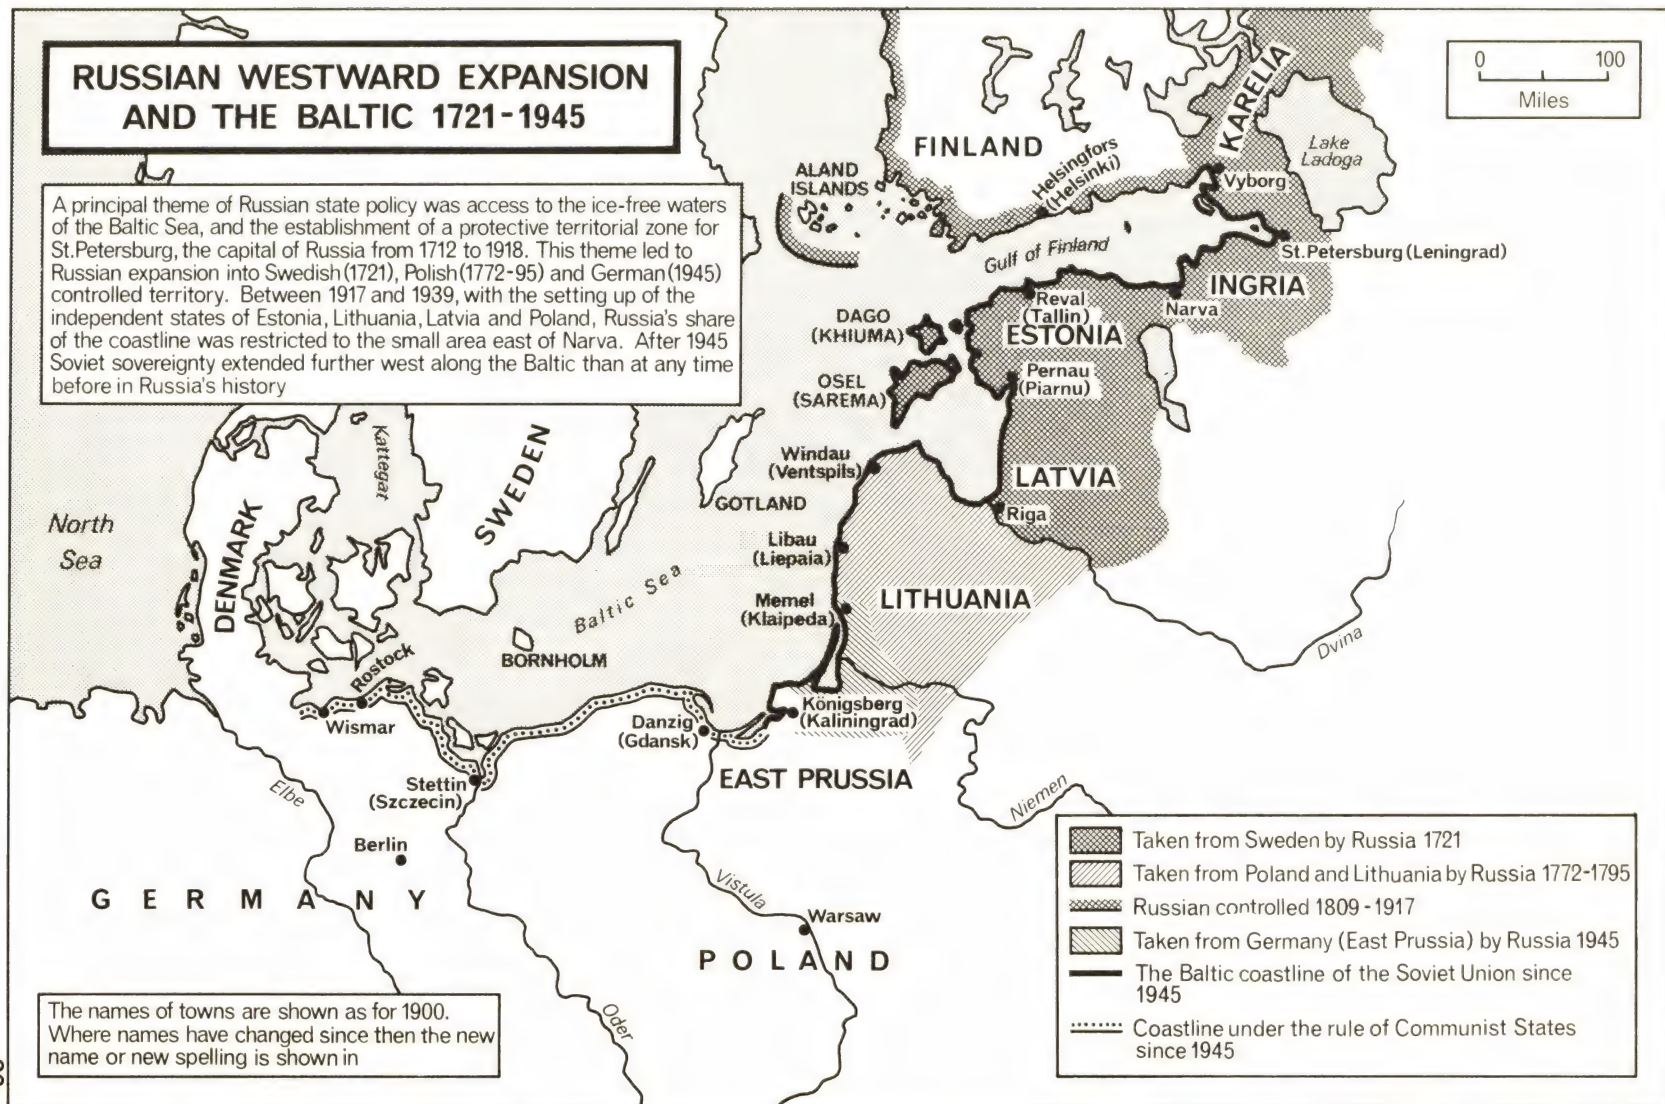 RUSSIAN WESTWARD EXPANSION
AND THE BALTIC 1721-1945
A principal theme of Russian state policy was access to the ice-free waters
of the Baltic Sea, and the establishment of a protective territorial zone for
St.Petersburg, the capital of Russia from 1712 to 1918. This theme led to
Russian expansion into Swedish (1721), Polish (1772-95) and German (1945)
controlled territory. Between 1917 and 1939, with the setting up of the
independent states of Estonia, Lithuania, Latvia and Poland, Russia's share
of the coastline was restricted to the small area east of Narva. After 1945
Soviet sovereignty extended further west along the Baltic than at any time
before in Russia's history
0 100
Miles
KARELIA
Lake
Ladoga
FINLAND
Helsingfors
(Helsinki)
Vyborg
ALAND
ISLANDS
Gulf of Finland
St.Petersburg (Leningrad)
INGRIA
Narva
Reval
(Tallin)
ESTONIA
DAGO
(KHIUMA)
OSEL
(SAREMA)
Pernau
(Piarnu)
Kattegat
SWEDEN
Windau
(Ventspils)
GOTLAND
LATVIA
Riga
North
Sea
DENMARK
Libau
(Liepaia)
Baltic Sea
Memel
(Klaipeda)
LITHUANIA
Dvina
BORNHOLM
Rostock
Wismar
Danzig
(Gdansk)
Königsberg
(Kaliningrad)
EAST PRUSSIA
Stettin
(Szczecin)
Elbe
Niemen
Berlin
GERMANY
Vistula
Warsaw
POLAND
Oder
Taken from Sweden by Russia 1721
Taken from Poland and Lithuania by Russia 1772-1795
Russian controlled 1809-1917
Taken from Germany (East Prussia) by Russia 1945
The Baltic coastline of the Soviet Union since
1945
Coastline under the rule of Communist States
since 1945
The names of towns are shown as for 1900.
Where names have changed since then the new
name or new spelling is shown in